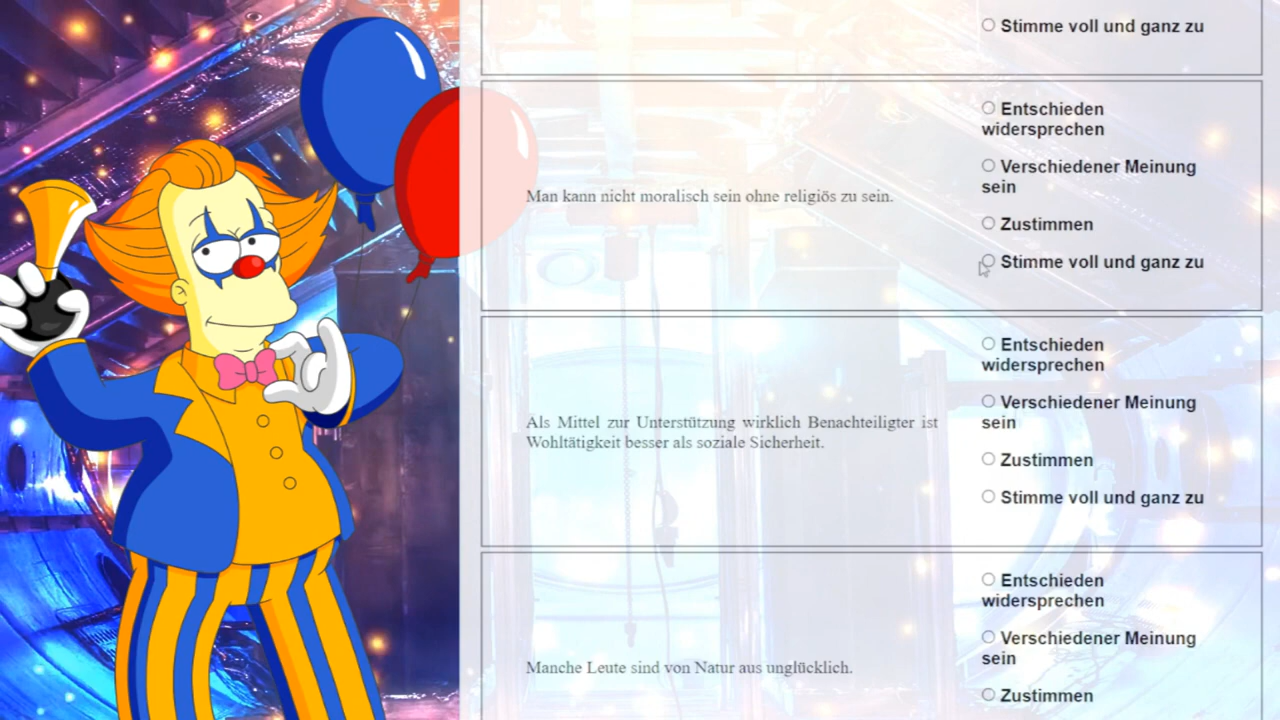 Stimme voll und ganz zu
Man kann nicht moralisch sein ohne religiös zu sein.
Entschieden
widersprechen
Verschiedener Meinung
sein
Zustimmen
Stimme voll und ganz zu
Als Mittel zur Unterstützung wirklich Benachteiligter ist
Wohltätigkeit besser als soziale Sicherheit.
Entschieden
widersprechen
Verschiedener Meinung
sein
Zustimmen
Stimme voll und ganz zu
Manche Leute sind von Natur aus unglücklich.
Entschieden
widersprechen
Verschiedener Meinung
sein
Zustimmen